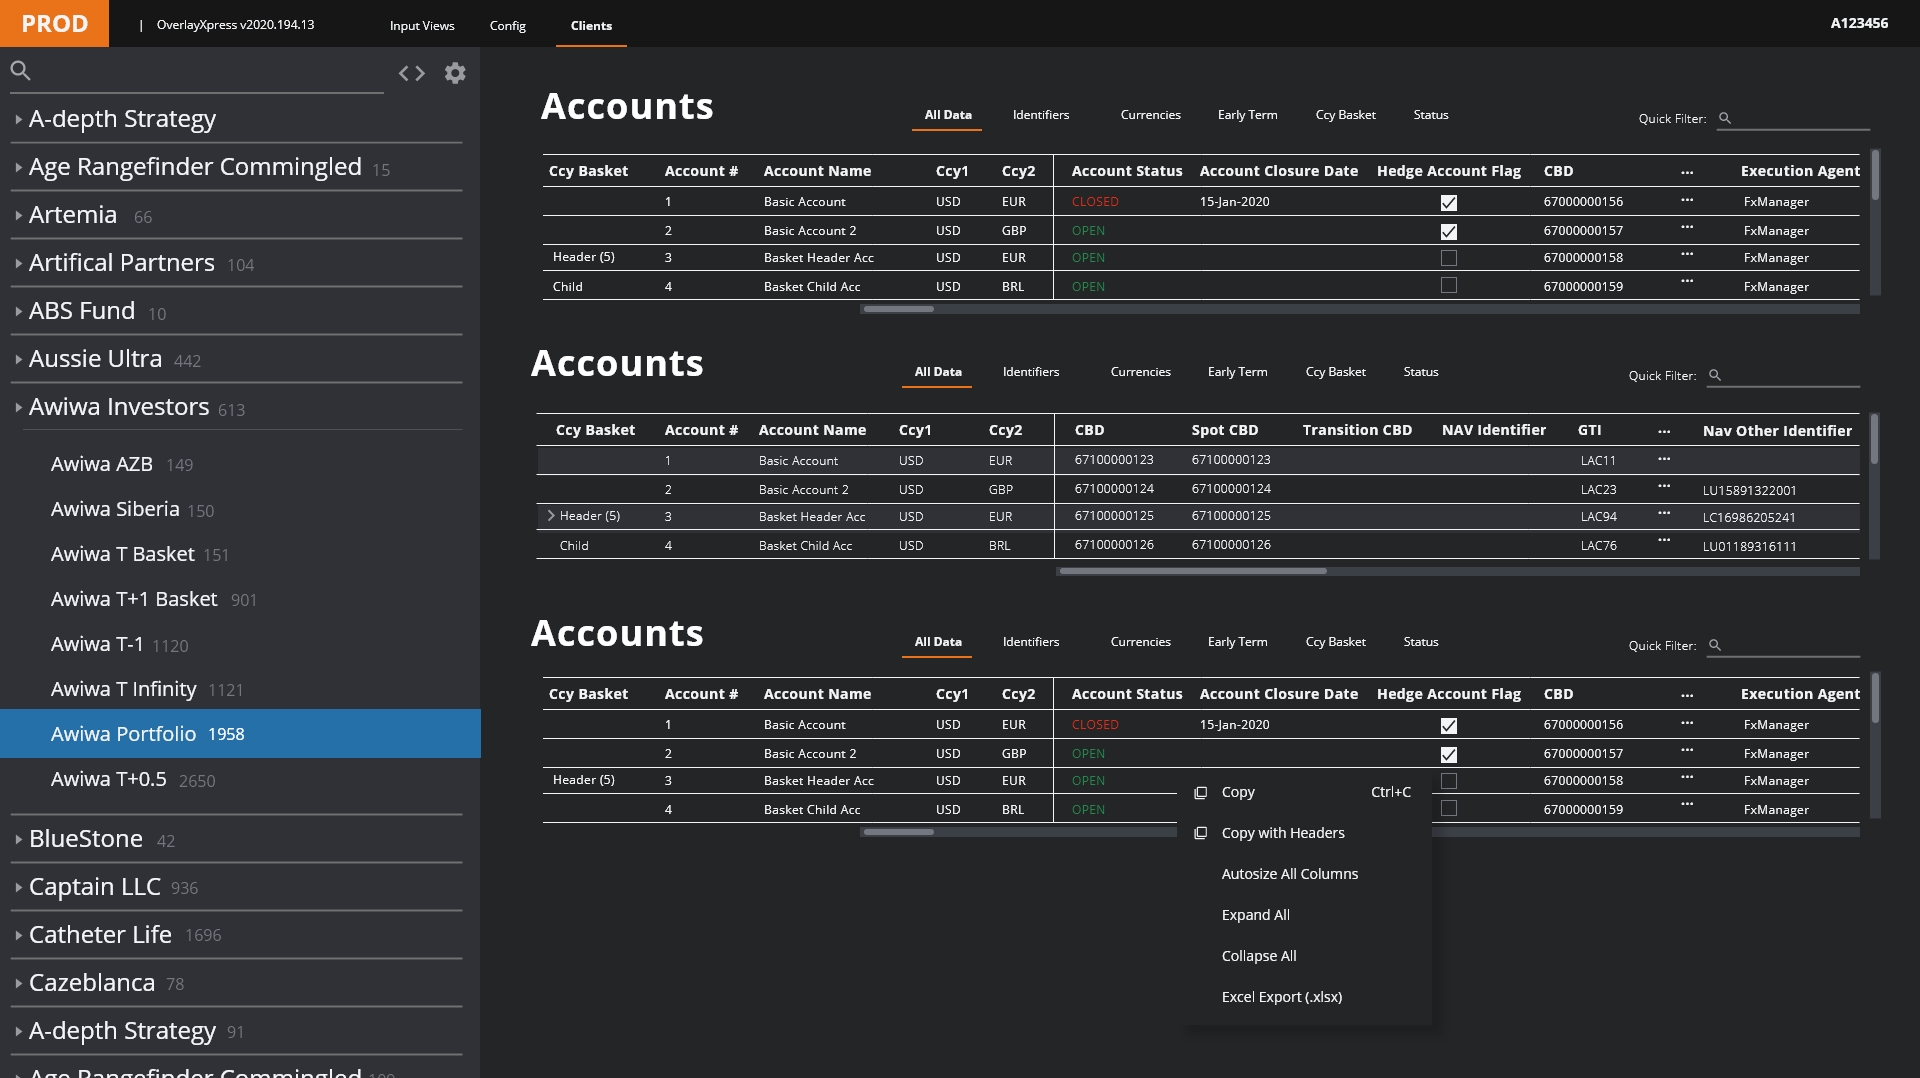 PROD | OverlayXpress v2020.194.13 Input Views Config Clients A123456
A-depth Strategy
Age Rangefinder Commingled 15
Artemia 66
Artifical Partners 104
ABS Fund 10
Aussie Ultra 442
Awiwa Investors 613
Awiwa AZB 149
Awiwa Siberia 150
Awiwa T Basket 151
Awiwa T+1 Basket 901
Awiwa T-1 1120
Awiwa T Infinity 1121
Awiwa Portfolio 1958
Awiwa T+0.5 2650
BlueStone 42
Captain LLC 936
Catheter Life 1696
Cazeblanca 78
A-depth Strategy 91
Age Rangefinder Commingled
Accounts All Data Identifiers Currencies Early Term Ccy Basket Status Quick Filter:
Ccy Basket Account # Account Name Ccy1 Ccy2 Account Status Account Closure Date Hedge Account Flag CBD ... Execution Agent
1 Basic Account USD EUR CLOSED 15-Jan-2020 67000000156 ... FxManager
2 Basic Account 2 USD GBP OPEN 67000000157 ... FxManager
Header (5) 3 Basket Header Acc USD EUR OPEN 67000000158 ... FxManager
Child 4 Basket Child Acc USD BRL OPEN 67000000159 ... FxManager
Accounts All Data Identifiers Currencies Early Term Ccy Basket Status Quick Filter:
Ccy Basket Account # Account Name Ccy1 Ccy2 CBD Spot CBD Transition CBD NAV Identifier GTI ... Nav Other Identifier
1 Basic Account USD EUR 67100000123 67100000123 LAC11 ...
2 Basic Account 2 USD GBP 67100000124 67100000124 LAC23 ... LU15891322001
Header (5) 3 Basket Header Acc USD EUR 67100000125 67100000125 LAC94 ... LC16986205241
Child 4 Basket Child Acc USD BRL 67100000126 67100000126 LAC76 ... LU01189316111
Accounts All Data Identifiers Currencies Early Term Ccy Basket Status Quick Filter:
Ccy Basket Account # Account Name Ccy1 Ccy2 Account Status Account Closure Date Hedge Account Flag CBD ... Execution Agent
1 Basic Account USD EUR CLOSED 15-Jan-2020 67000000156 ... FxManager
2 Basic Account 2 USD GBP OPEN 67000000157 ... FxManager
Header (5) 3 Basket Header Acc USD EUR OPEN 67000000158 ... FxManager
4 Basket Child Acc USD BRL OPEN 67000000159 ... FxManager
Copy Ctrl+C
Copy with Headers
Autosize All Columns
Expand All
Collapse All
Excel Export (.xlsx)